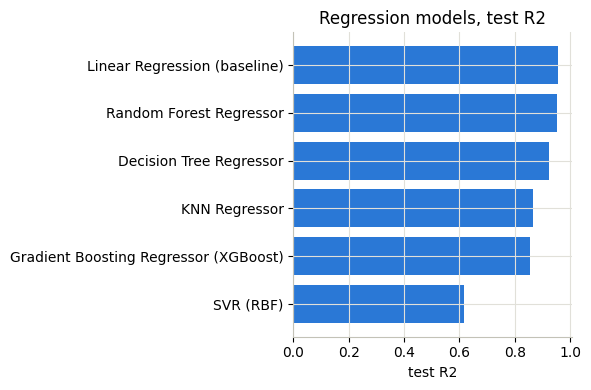 Regression models, test R2
Linear Regression (baseline)
Random Forest Regressor
Decision Tree Regressor
KNN Regressor
Gradient Boosting Regressor (XGBoost)
SVR (RBF)
0.0 0.2 0.4 0.6 0.8 1.0
test R2